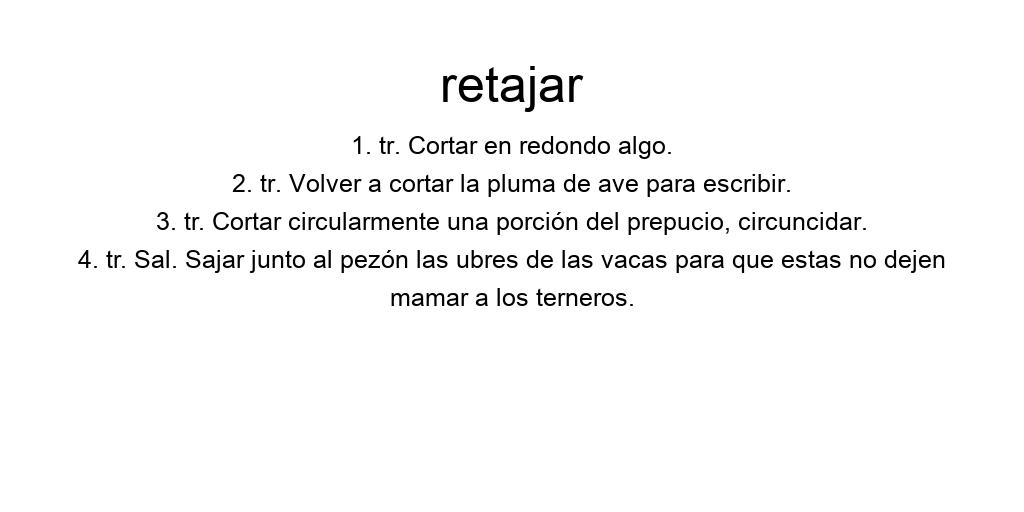 retajar
1. tr. Cortar en redondo algo.
2. tr. Volver a cortar la pluma de ave para escribir.
3. tr. Cortar circularmente una porción del prepucio, circuncidar.
4. tr. Sal. Sajar junto al pezón las ubres de las vacas para que estas no dejen
mamar a los terneros.